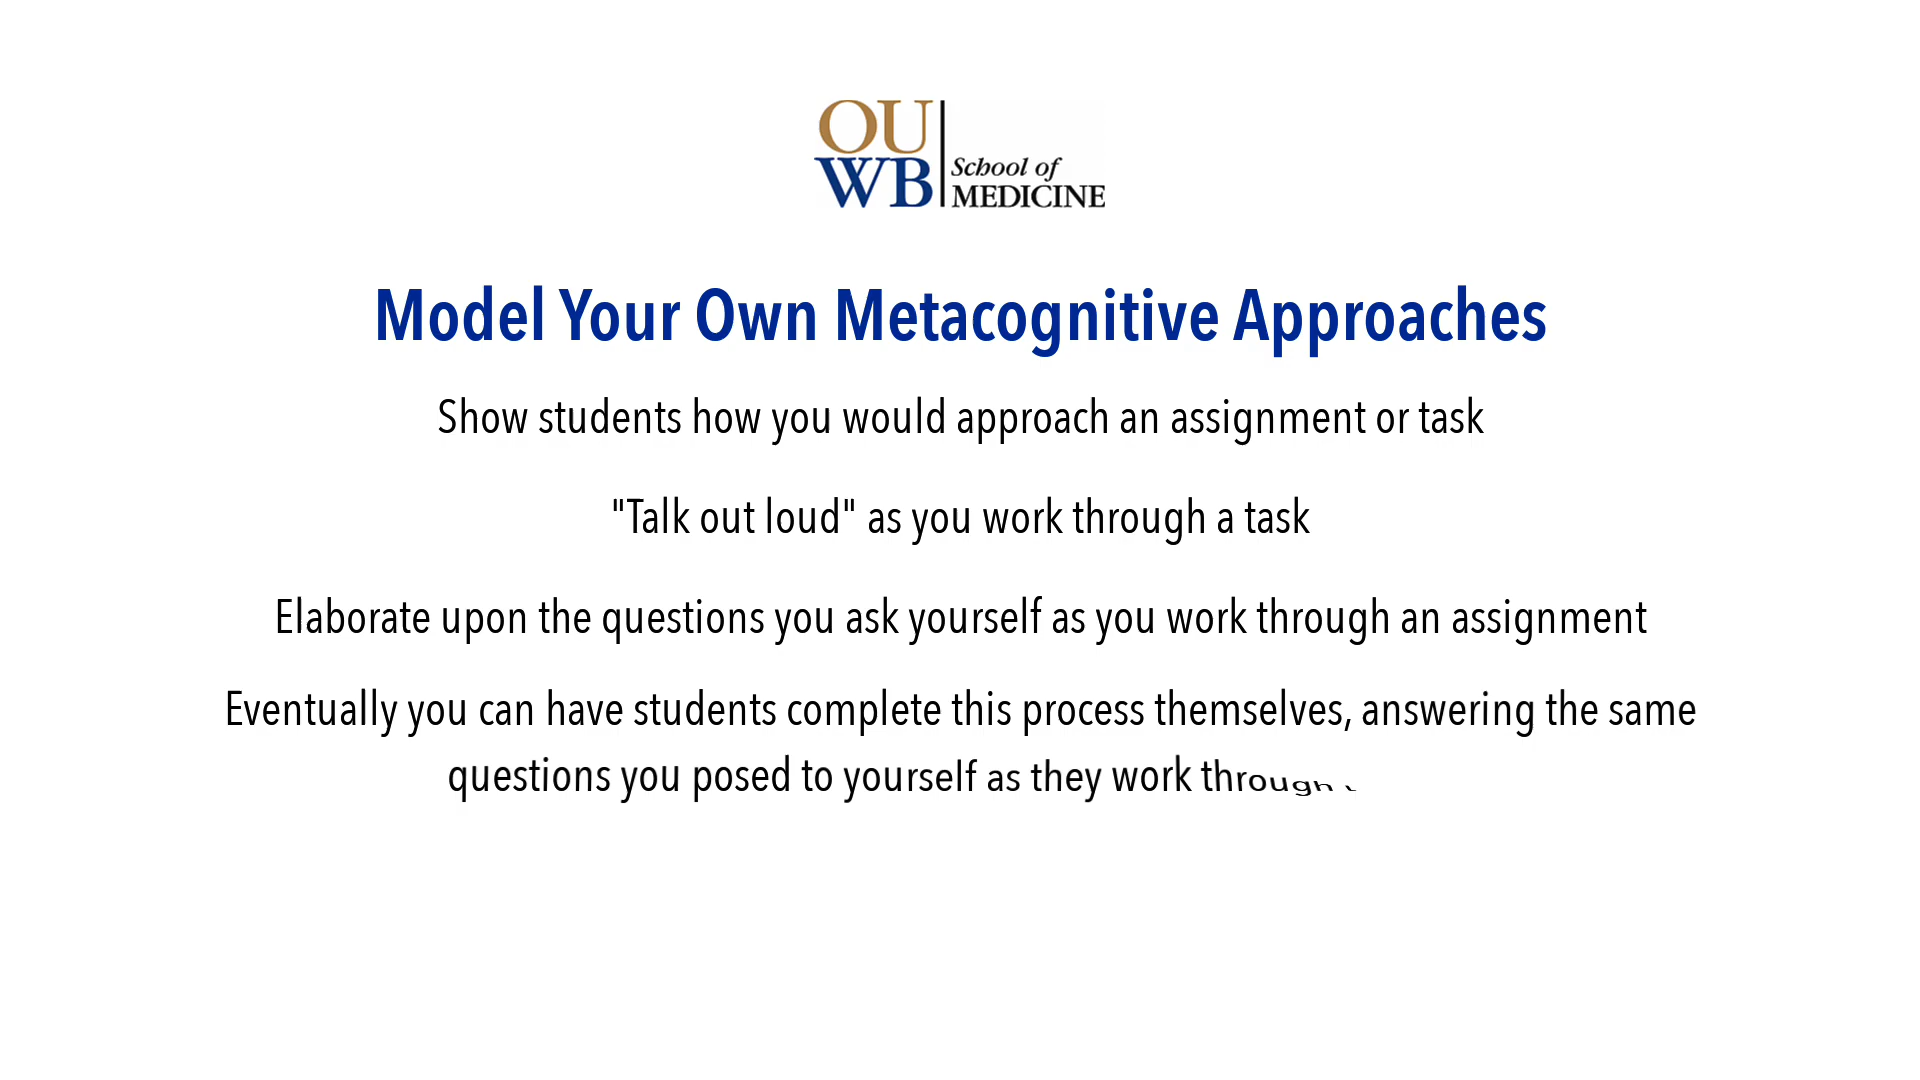 OU
WB
School of
MEDICINE
Model Your Own Metacognitive Approaches
Show students how you would approach an assignment or task
"Talk out loud" as you work through a task
Elaborate upon the questions you ask yourself as you work through an assignment
Eventually you can have students complete this process themselves, answering the same
questions you posed to yourself as they work through